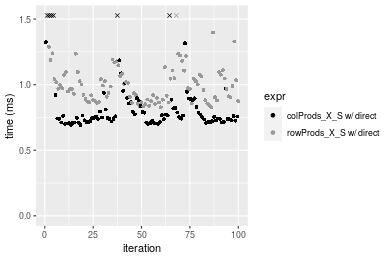 1.5
1.0
0.5
0.0
time (ms)
0
25
50
75
100
iteration
expr
colProds_X_S w/ direct
rowProds_X_S w/ direct